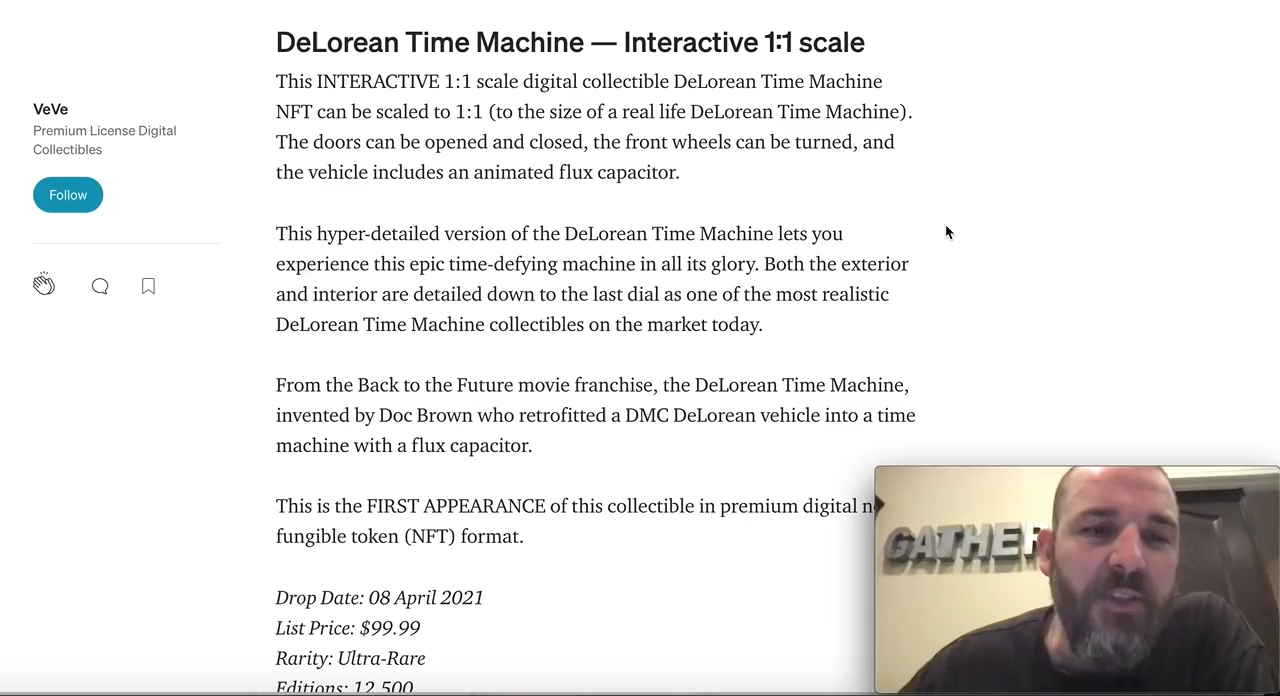 DeLorean Time Machine — Interactive 1:1 scale
This INTERACTIVE 1:1 scale digital collectible DeLorean Time Machine
NFT can be scaled to 1:1 (to the size of a real life DeLorean Time Machine).
The doors can be opened and closed, the front wheels can be turned, and
the vehicle includes an animated flux capacitor.
VeVe
Premium License Digital
Collectibles
Follow
This hyper-detailed version of the DeLorean Time Machine lets you
experience this epic time-defying machine in all its glory. Both the exterior
and interior are detailed down to the last dial as one of the most realistic
DeLorean Time Machine collectibles on the market today.
From the Back to the Future movie franchise, the DeLorean Time Machine,
invented by Doc Brown who retrofitted a DMC DeLorean vehicle into a time
machine with a flux capacitor.
This is the FIRST APPEARANCE of this collectible in premium digital
fungible token (NFT) format.
Drop Date: 08 April 2021
List Price: $99.99
Rarity: Ultra-Rare
Editions: 12,500
GATHER